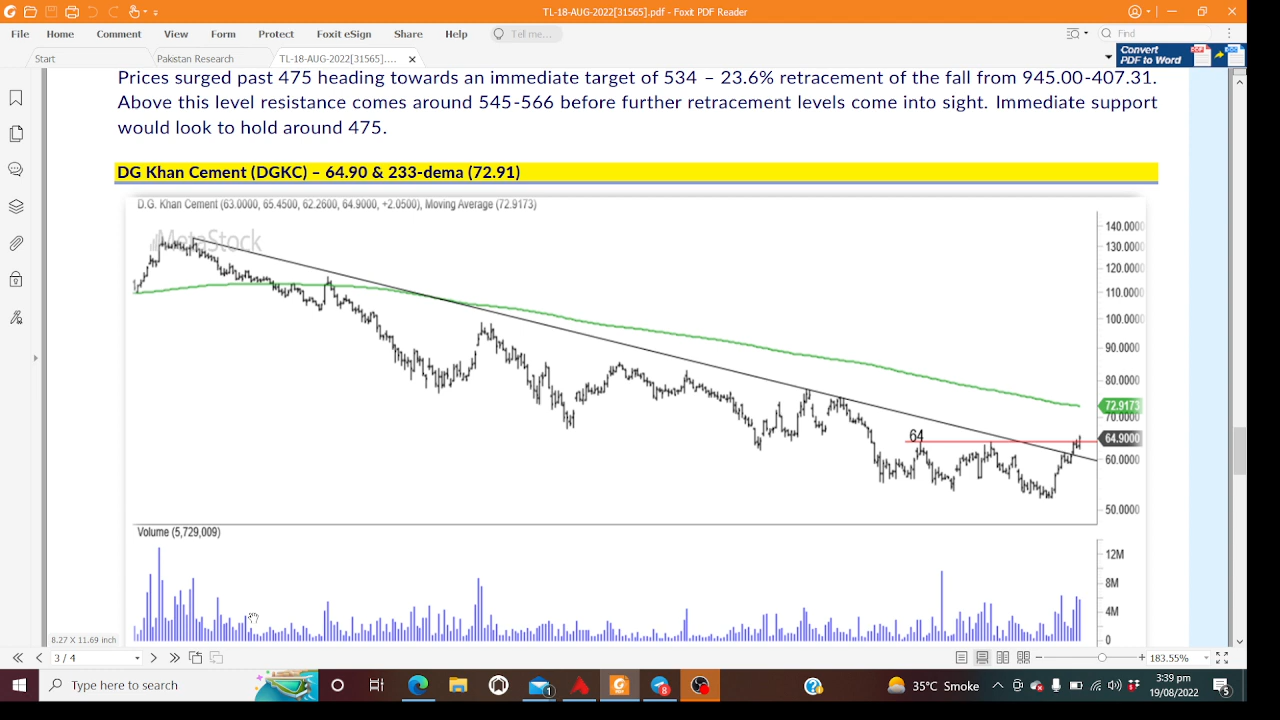 TL-18-AUG-2022[31565].pdf - Foxit PDF Reader
File Home Comment View Form Protect Foxit eSign Share Help Tell me... Find
Start Pakistan Research TL-18-AUG-2022[31565]....
Convert
PDF to Word
Prices surged past 475 heading towards an immediate target of 534 – 23.6% retracement of the fall from 945.00-407.31.
Above this level resistance comes around 545-566 before further retracement levels come into sight. Immediate support
would look to hold around 475.
DG Khan Cement (DGKC) – 64.90 & 233-dema (72.91)
D.G. Khan Cement (63.0000, 65.4500, 62.2600, 64.9000, +2.0500), Moving Average (72.9173)
MetaStock
140.0000
130.0000
120.0000
110.0000
100.0000
90.0000
80.0000
72.9173
70.0000
64
64.9000
60.0000
50.0000
Volume (5,729,009)
12M
8M
4M
0
8.27 x 11.69 inch
3 / 4
183.55%
Type here to search
1
8
35°C Smoke
3:39 pm
19/08/2022
5